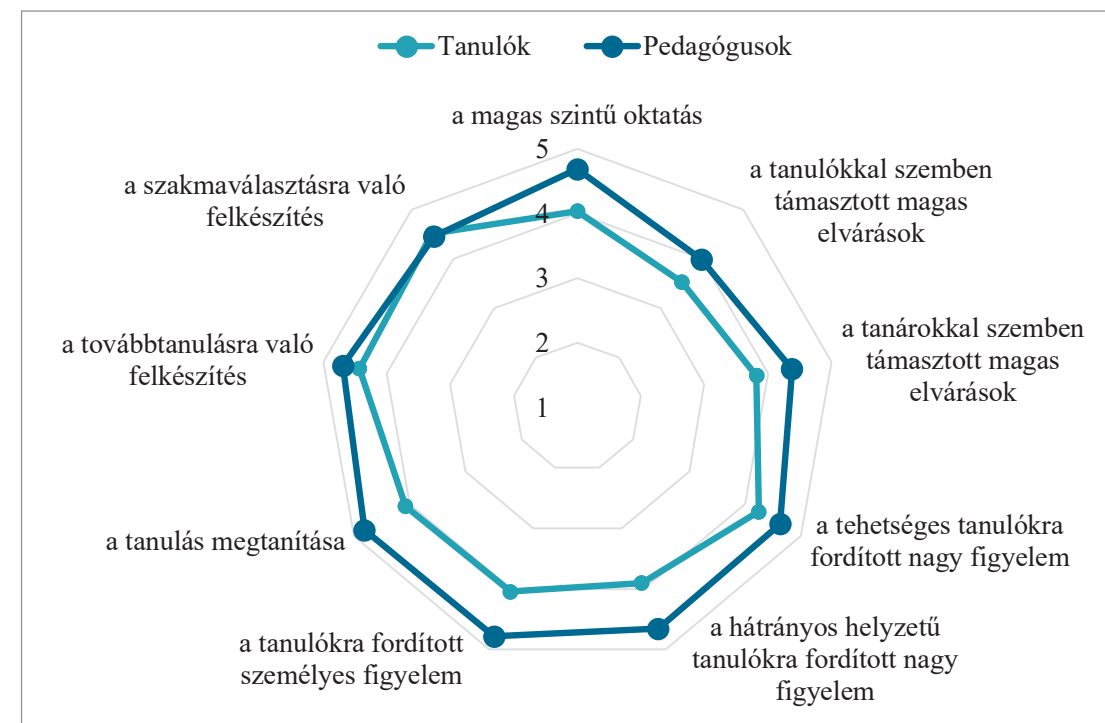 Tanulók
Pedagógusok
a magas szintű oktatás
a tanulókkal szemben
támasztott magas
elvárások
a tanárokkal szemben
támasztott magas
elvárások
a tehetséges tanulókra
fordított nagy figyelem
a hátrányos helyzetű
tanulókra fordított nagy
figyelem
a tanulókra fordított
személyes figyelem
a tanulás megtanítása
a továbbtanulásra való
felkészítés
a szakmaválasztásra való
felkészítés
5
4
3
2
1